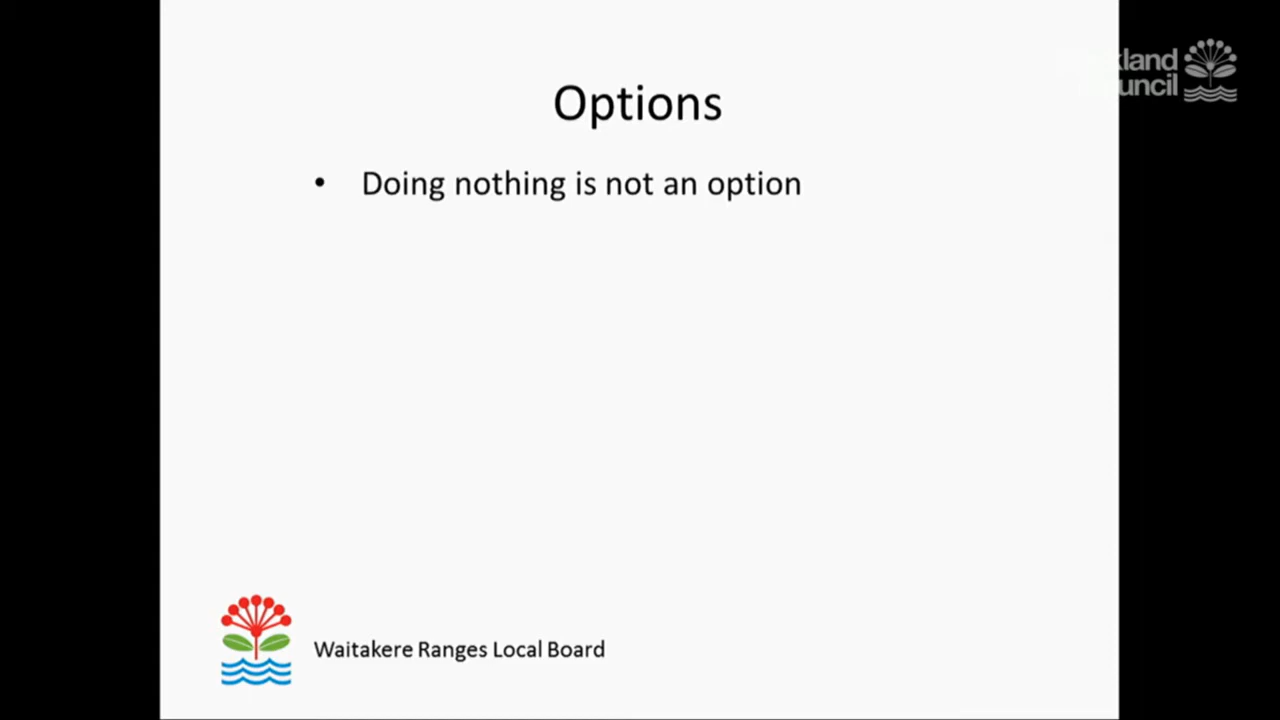 Options
• Doing nothing is not an option
Waitakere Ranges Local Board